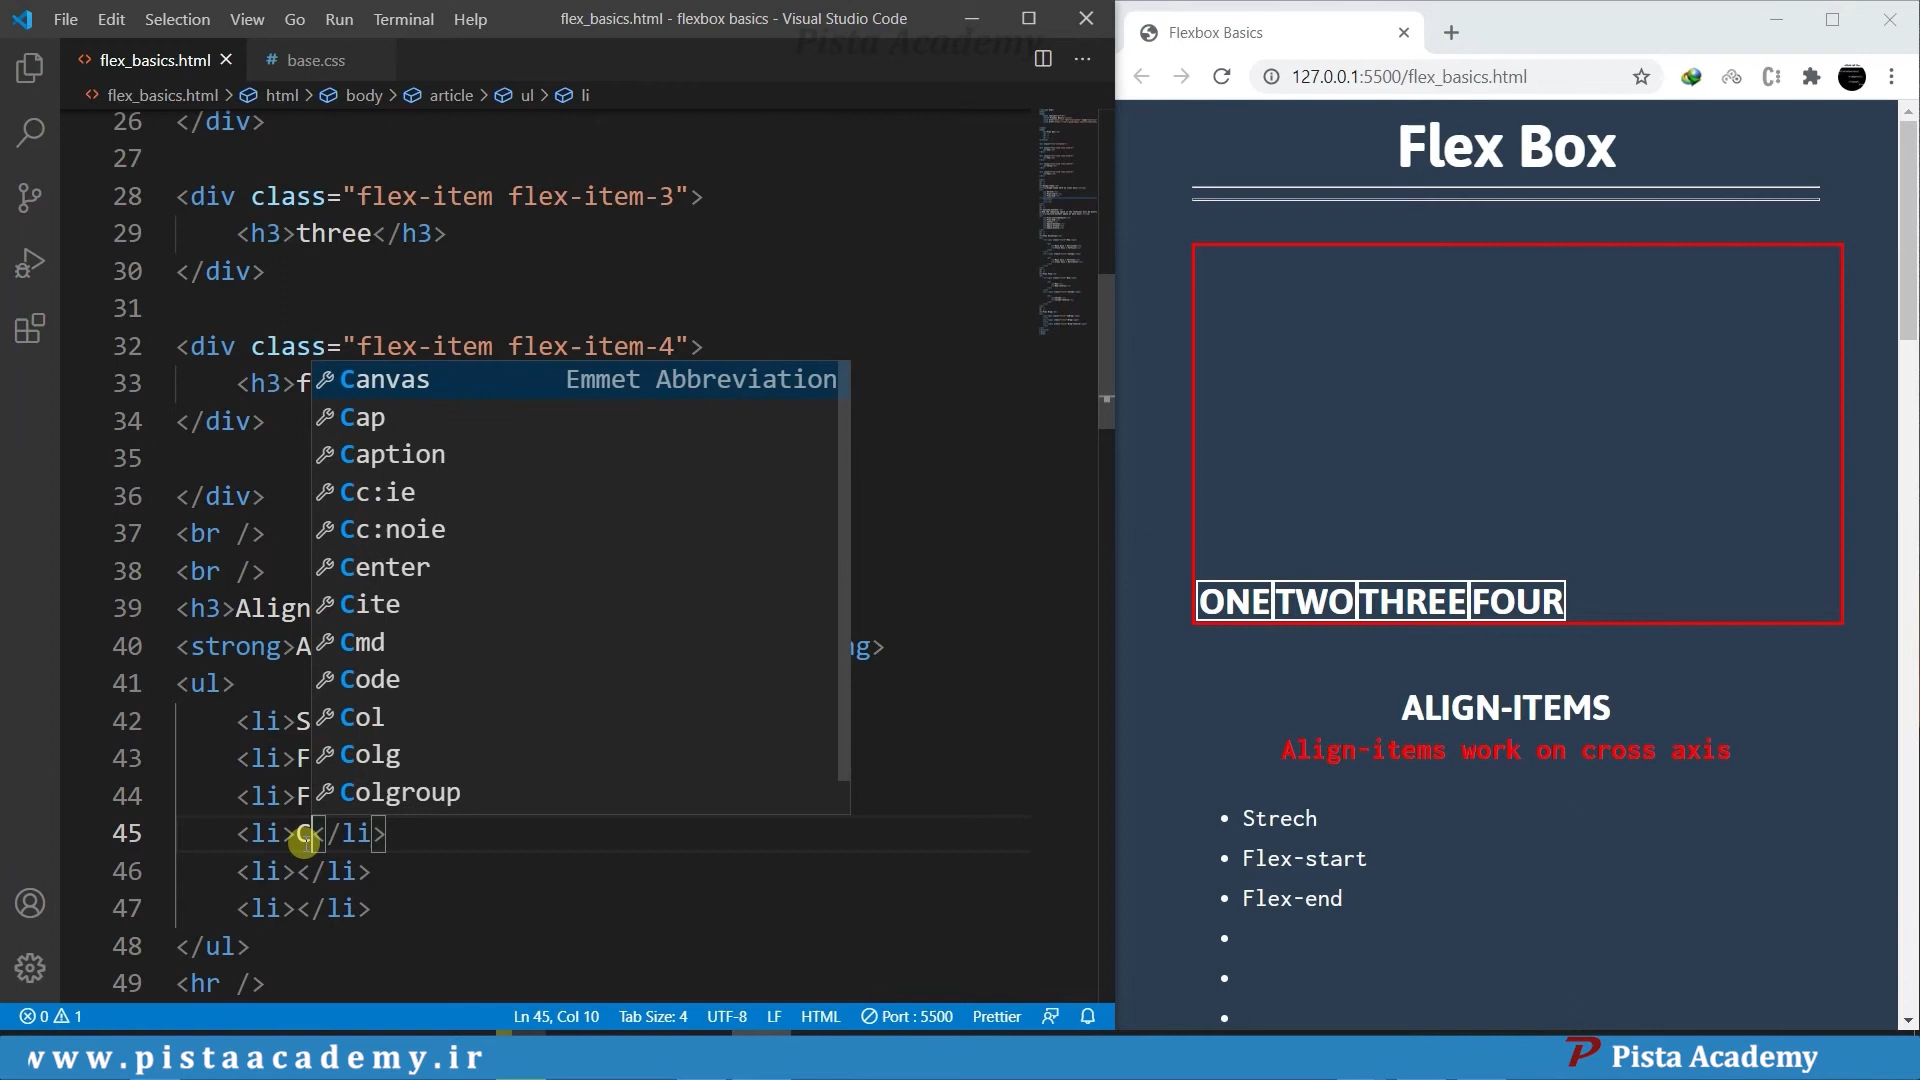 File Edit Selection View Go Run Terminal Help
flex_basics.html - flexbox basics - Visual Studio Code
Pista Academy
flex_basics.html
# base.css
flex_basics.html > html > body > article > ul > li
26 </div>
27
28 <div class="flex-item flex-item-3">
29 <h3>three</h3>
30 </div>
31
32 <div class="flex-item flex-item-4">
33 <h3>f
34 </div>
35
36 </div>
37 <br />
38 <br />
39 <h3>Align
40 <strong>A ng>
41 <ul>
42 <li>S
43 <li>F
44 <li>F
45 <li>C</li>
46 <li></li>
47 <li></li>
48 </ul>
49 <hr />
Canvas Emmet Abbreviation
Cap
Caption
Cc:ie
Cc:noie
Center
Cite
Cmd
Code
Col
Colg
Colgroup
0 1
Ln 45, Col 10 Tab Size: 4 UTF-8 LF HTML Port : 5500 Prettier
Flexbox Basics
127.0.0.1:5500/flex_basics.html
Flex Box
ONE TWO THREE FOUR
ALIGN-ITEMS
Align-items work on cross axis
• Strech
• Flex-start
• Flex-end
•
•
•
www.pistaacademy.ir
Pista Academy